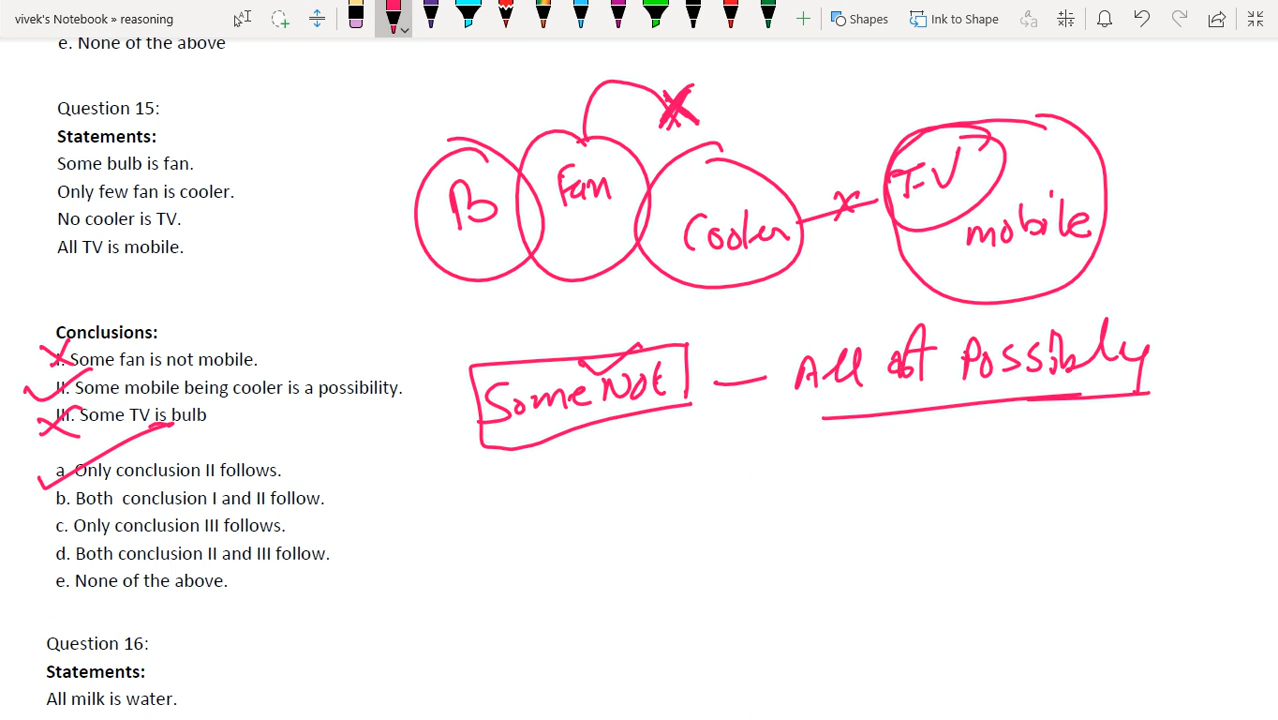 vivek's Notebook » reasoning
Shapes
Ink to Shape
e. None of the above
Question 15:
Statements:
Some bulb is fan.
Only few fan is cooler.
No cooler is TV.
All TV is mobile.
B
Fan
Cooler
T-V
mobile
Conclusions:
I. Some fan is not mobile.
II. Some mobile being cooler is a possibility.
III. Some TV is bulb
Some Not — All Possibly
a. Only conclusion II follows.
b. Both conclusion I and II follow.
c. Only conclusion III follows.
d. Both conclusion II and III follow.
e. None of the above.
Question 16:
Statements:
All milk is water.